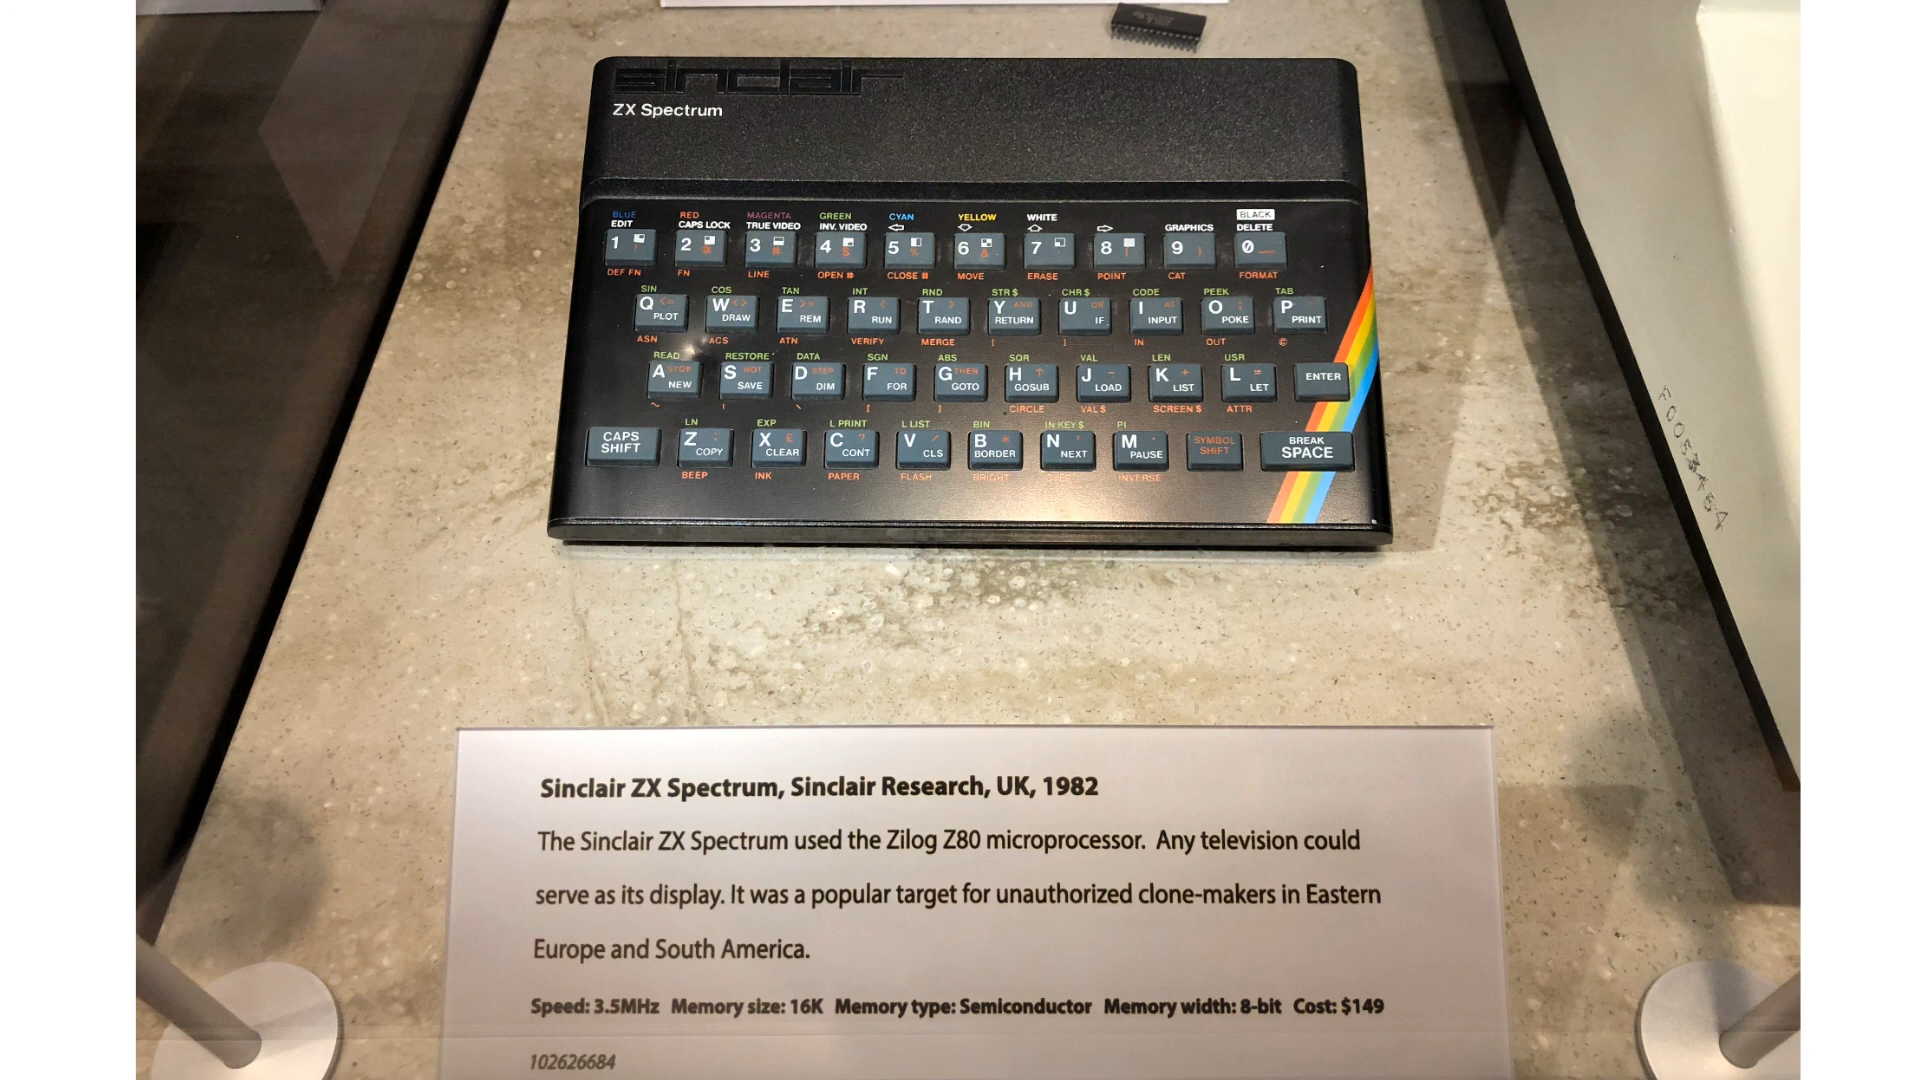 sinclair
ZX Spectrum
BLUE RED MAGENTA GREEN CYAN YELLOW WHITE BLACK
EDIT CAPS LOCK TRUE VIDEO INV. VIDEO GRAPHICS DELETE
1 2 3 # 4 $ 5 % 6 & 7 8 ( 9 ) 0 _
DEF FN FN LINE OPEN # CLOSE # MOVE ERASE POINT CAT FORMAT
SIN COS TAN INT RND STR $ CHR $ CODE PEEK TAB
Q <= W <> E >= R < T > Y AND U OR I AT O ; P "
PLOT DRAW REM RUN RAND RETURN IF INPUT POKE PRINT
ASN ACS ATN VERIFY MERGE [ ] IN OUT ©
READ RESTORE DATA SGN ABS SQR VAL LEN USR
A STOP S NOT D STEP F TO G THEN H ↑ J - K + L = ENTER
NEW SAVE DIM FOR GOTO GOSUB LOAD LIST LET
~ | \ { } CIRCLE VAL $ SCREEN $ ATTR
LN EXP L PRINT L LIST BIN IN KEY $ PI
CAPS Z : X £ C ? V / B * N , M . SYMBOL BREAK
SHIFT COPY CLEAR CONT CLS BORDER NEXT PAUSE SHIFT SPACE
BEEP INK PAPER FLASH BRIGHT OVER INVERSE
Sinclair ZX Spectrum, Sinclair Research, UK, 1982
The Sinclair ZX Spectrum used the Zilog Z80 microprocessor. Any television could
serve as its display. It was a popular target for unauthorized clone-makers in Eastern
Europe and South America.
Speed: 3.5MHz Memory size: 16K Memory type: Semiconductor Memory width: 8-bit Cost: $149
102626684